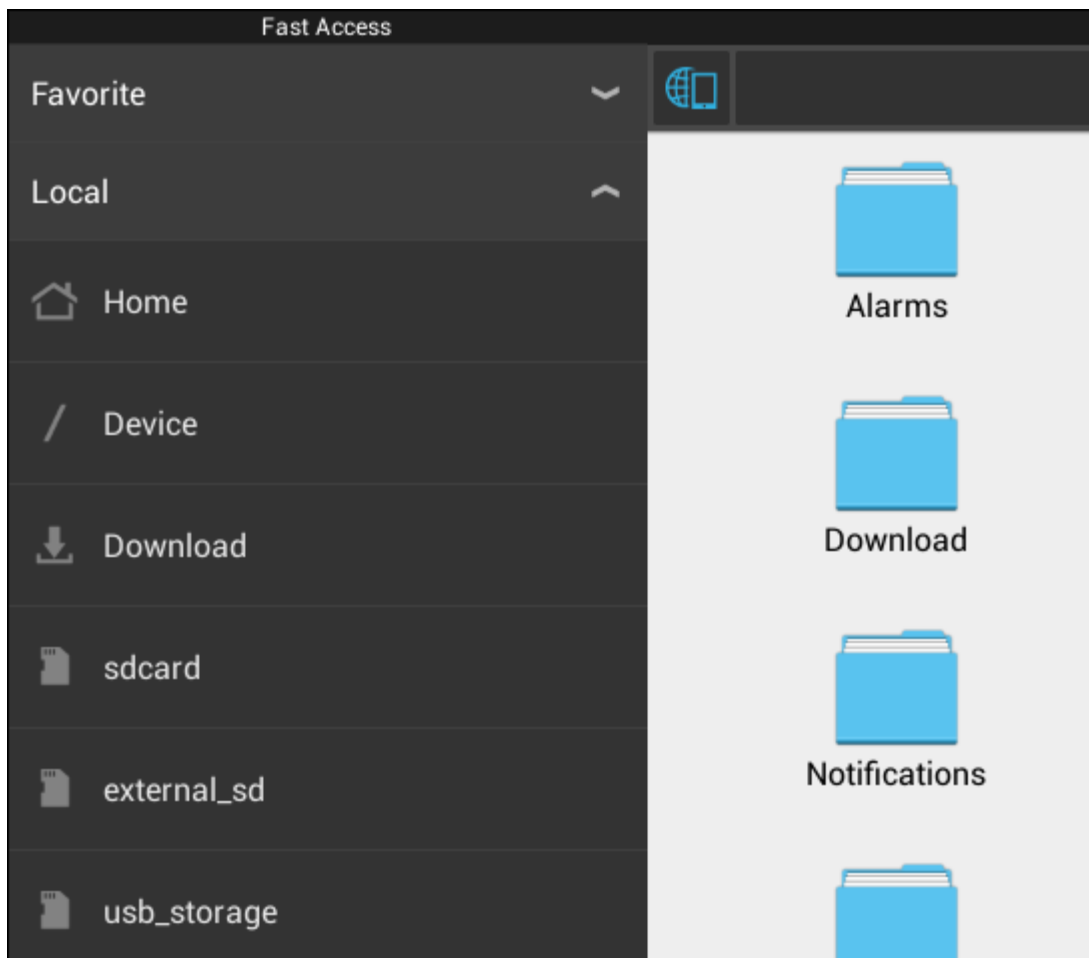 Fast Access
Favorite
Local
Home
Device
Download
sdcard
external_sd
usb_storage
Alarms
Download
Notifications